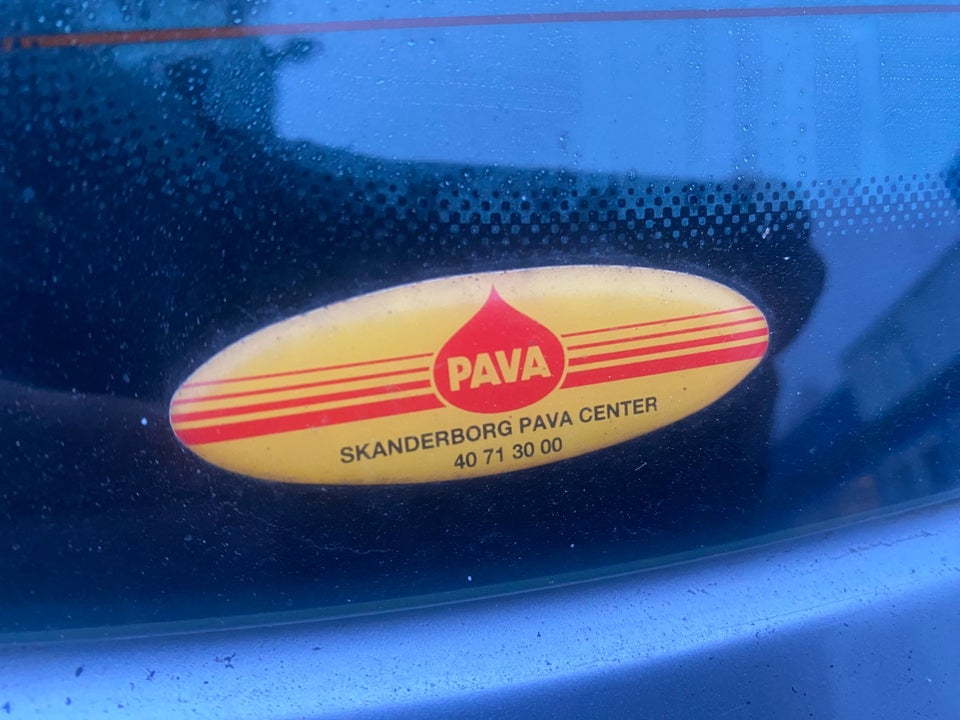 PAVA
SKANDERBORG PAVA CENTER
40 71 30 00